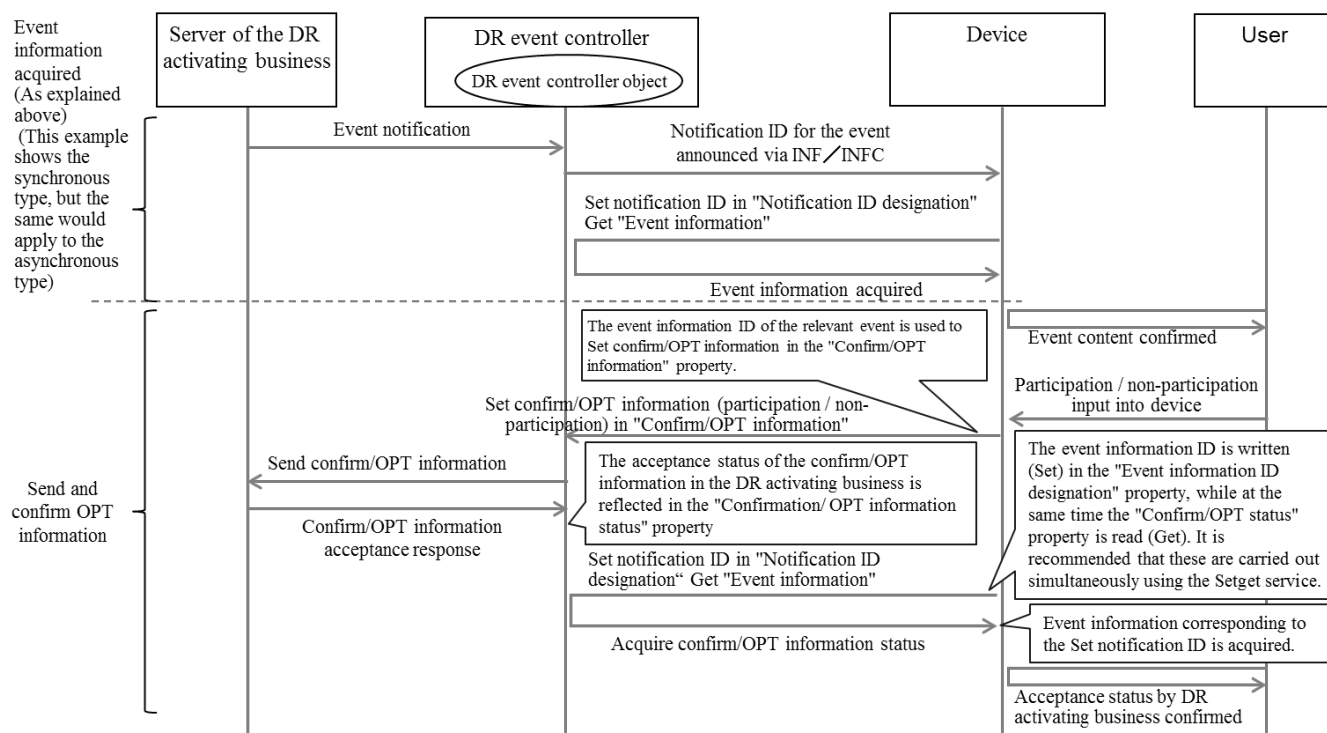 Event
information
acquired
(As explained
above)
(This example
shows the
synchronous
type, but the
same would
apply to the
asynchronous
type)
Server of the DR
activating business
DR event controller
DR event controller object
Device
User
Event notification
Notification ID for the event
announced via INF／INFC
Set notification ID in "Notification ID designation"
Get "Event information"
Event information acquired
The event information ID of the relevant event is used to
Set confirm/OPT information in the "Confirm/OPT
information" property.
Event content confirmed
Participation / non-participation
input into device
Set confirm/OPT information (participation / non-
participation) in "Confirm/OPT information"
Send and
confirm OPT
information
Send confirm/OPT information
The acceptance status of the confirm/OPT
information in the DR activating business is
reflected in the "Confirmation/ OPT information
status" property
The event information ID is written
(Set) in the "Event information ID
designation" property, while at the
same time the "Confirm/OPT status"
property is read (Get). It is
recommended that these are carried out
simultaneously using the Setget service.
Confirm/OPT information
acceptance response
Set notification ID in "Notification ID
designation“ Get "Event information"
Acquire confirm/OPT information status
Event information corresponding to
the Set notification ID is acquired.
Acceptance status by DR
activating business confirmed